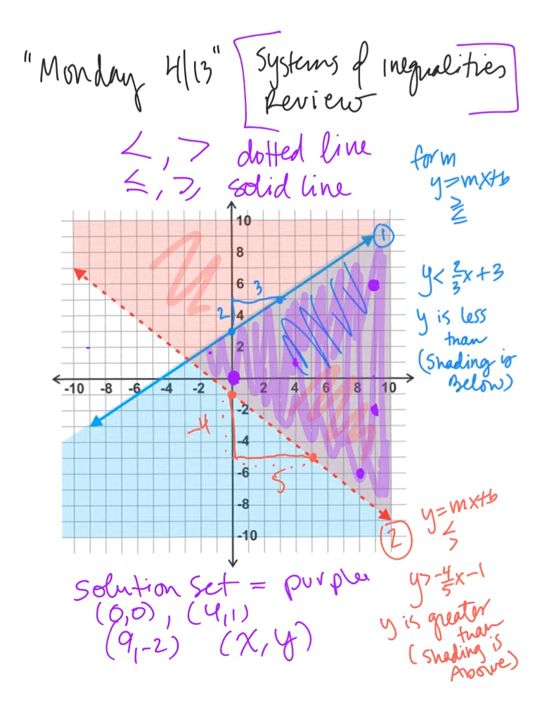 "Monday 4/13" Systems of inequalities
Review
<, > dotted line
≤, ≥, solid line
form
y=mx+b
≥
≤
10
8
6
4
2
-10 -8 -6 -4 -2 2 4 6 8 10
-2
-4
-6
-8
-10
1
3
2
-4
5
2
y< 2/3 x+3
y is less
than
(shading is
Below)
y=mx+b
<
>
y>-4/5 x-1
y is greater
than
(shading is
Above)
solution set = purple
(0,0), (4,1)
(9,-2) (x,y)